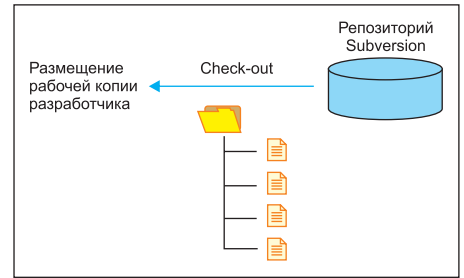 Репозиторий
Subversion
Размещение
рабочей копии
разработчика
Check-out